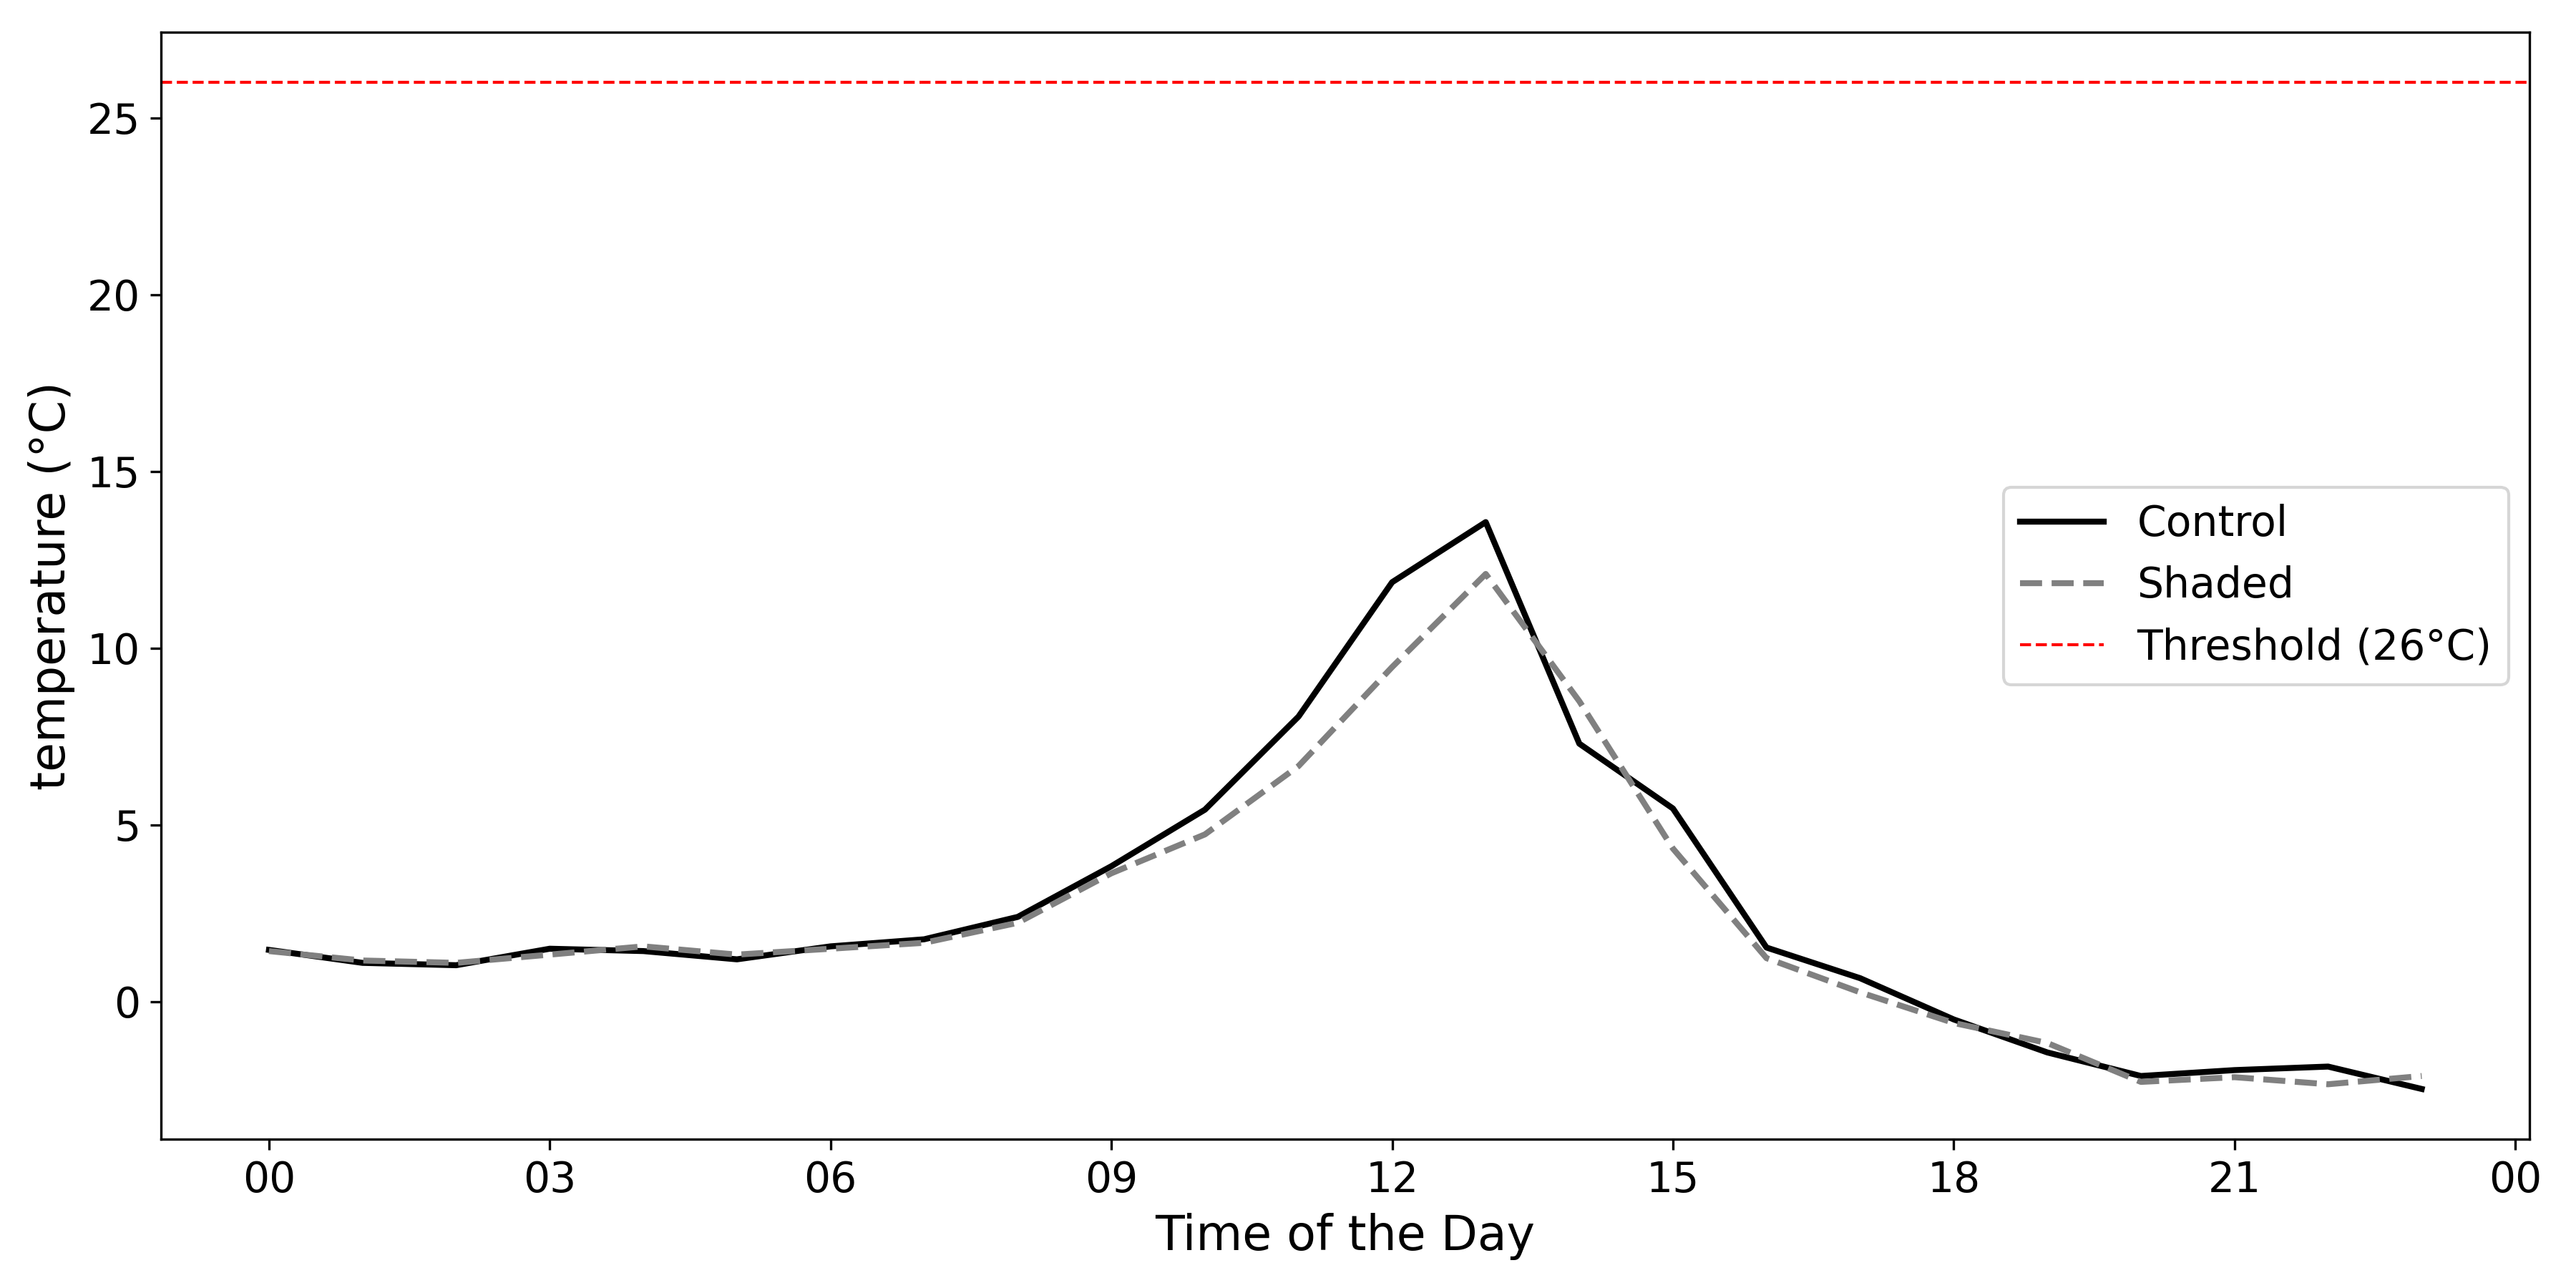 25
20
15
10
5
0
temperature (°C)
Control
Shaded
Threshold (26°C)
00 03 06 09 12 15 18 21 00
Time of the Day